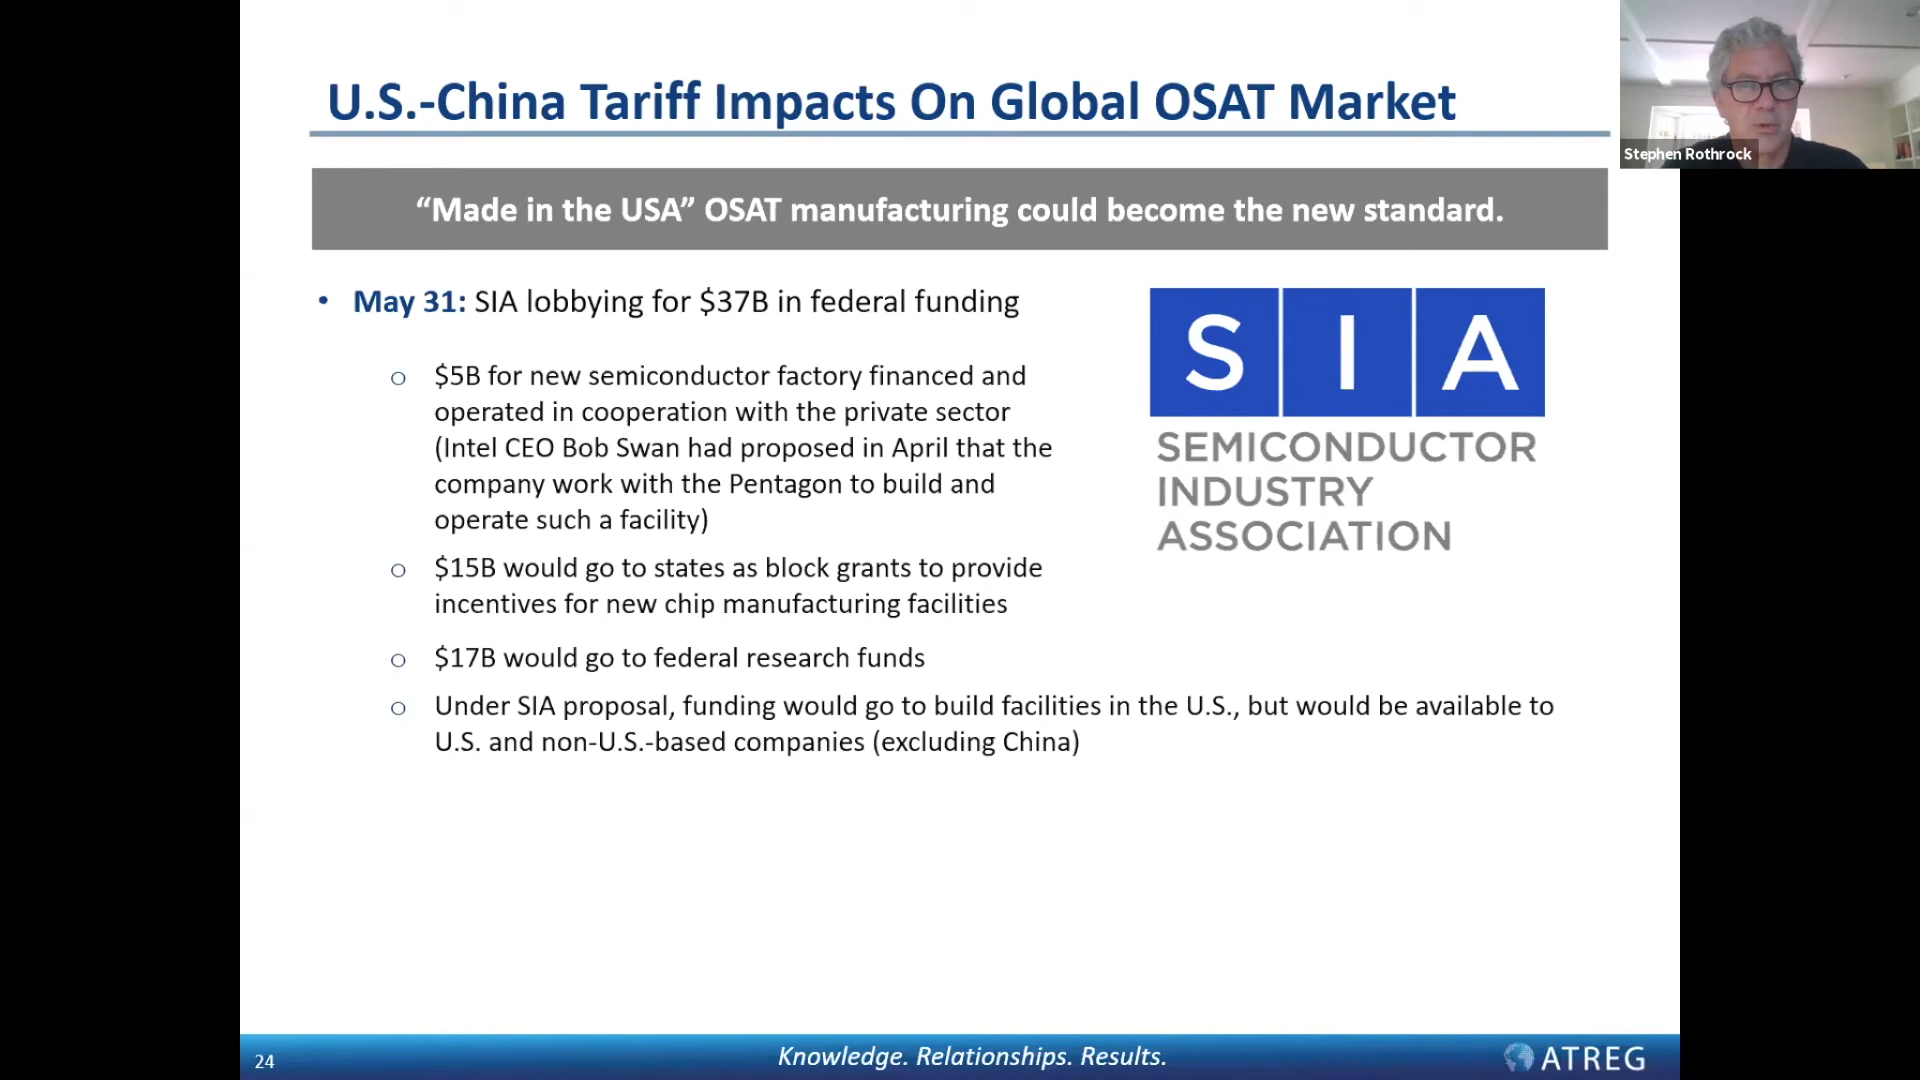 U.S.-China Tariff Impacts On Global OSAT Market
Stephen Rothrock
“Made in the USA” OSAT manufacturing could become the new standard.
• May 31: SIA lobbying for $37B in federal funding
o $5B for new semiconductor factory financed and
operated in cooperation with the private sector
(Intel CEO Bob Swan had proposed in April that the
company work with the Pentagon to build and
operate such a facility)
o $15B would go to states as block grants to provide
incentives for new chip manufacturing facilities
o $17B would go to federal research funds
o Under SIA proposal, funding would go to build facilities in the U.S., but would be available to
U.S. and non-U.S.-based companies (excluding China)
SIA
SEMICONDUCTOR
INDUSTRY
ASSOCIATION
24
Knowledge. Relationships. Results.
ATREG